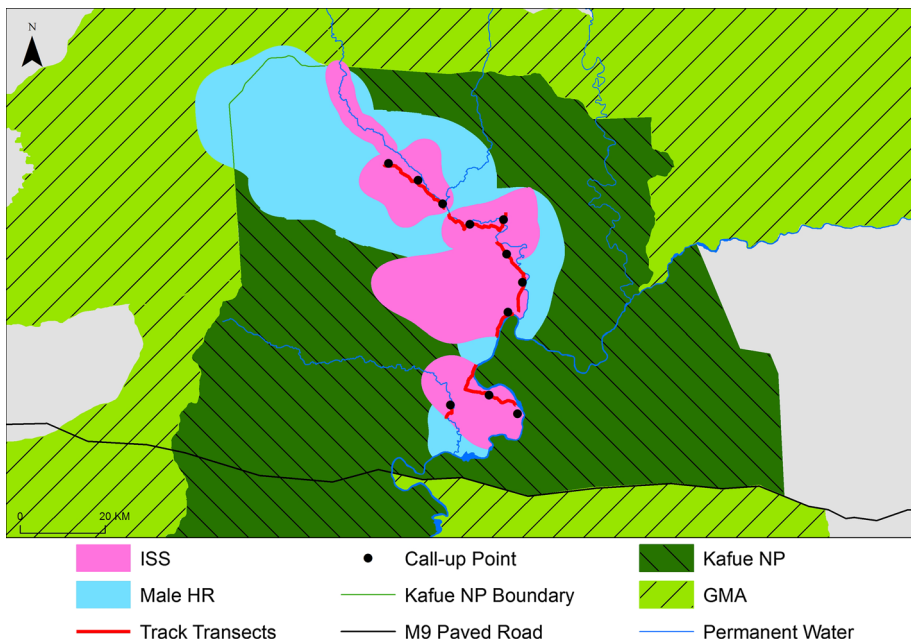 N
0 20 KM
ISS Call-up Point Kafue NP
Male HR Kafue NP Boundary GMA
Track Transects M9 Paved Road Permanent Water